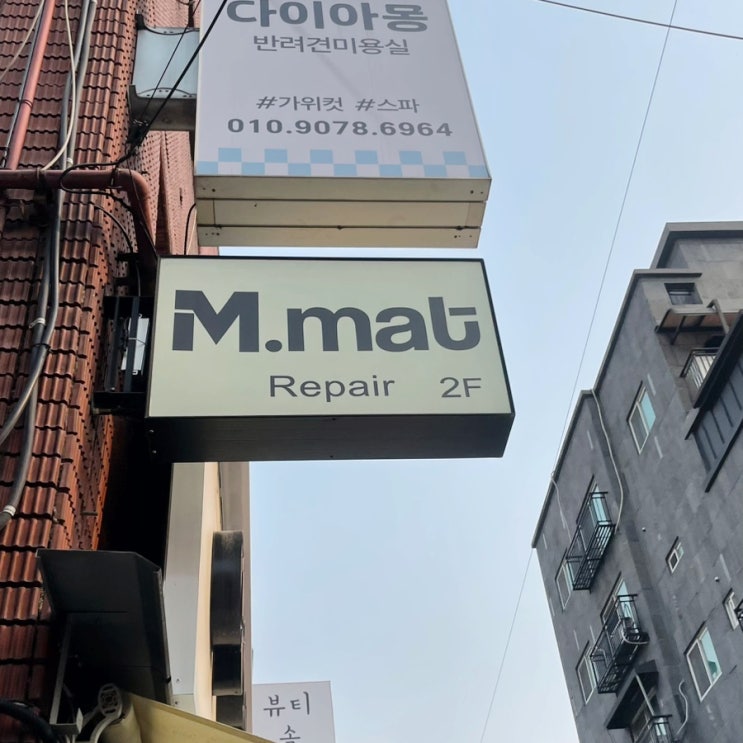 다이아몽
반려견미용실
#가위컷 #스파
010.9078.6964
M.mat
Repair 2F
뷰티